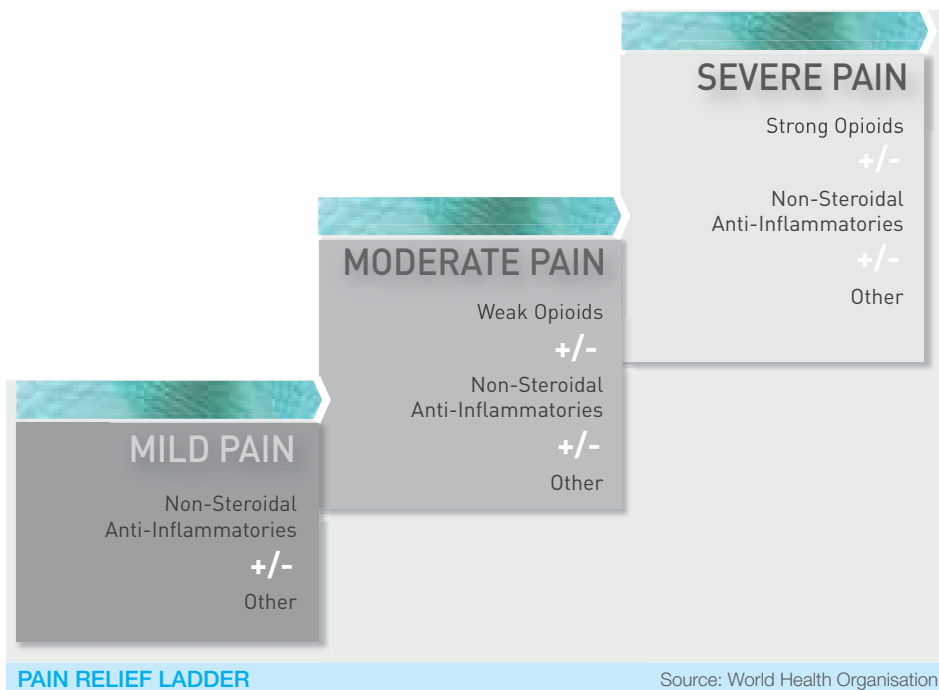 SEVERE PAIN
Strong Opioids
+/-
Non-Steroidal
Anti-Inflammatories
+/-
Other
MODERATE PAIN
Weak Opioids
+/-
Non-Steroidal
Anti-Inflammatories
+/-
Other
MILD PAIN
Non-Steroidal
Anti-Inflammatories
+/-
Other
PAIN RELIEF LADDER
Source: World Health Organisation